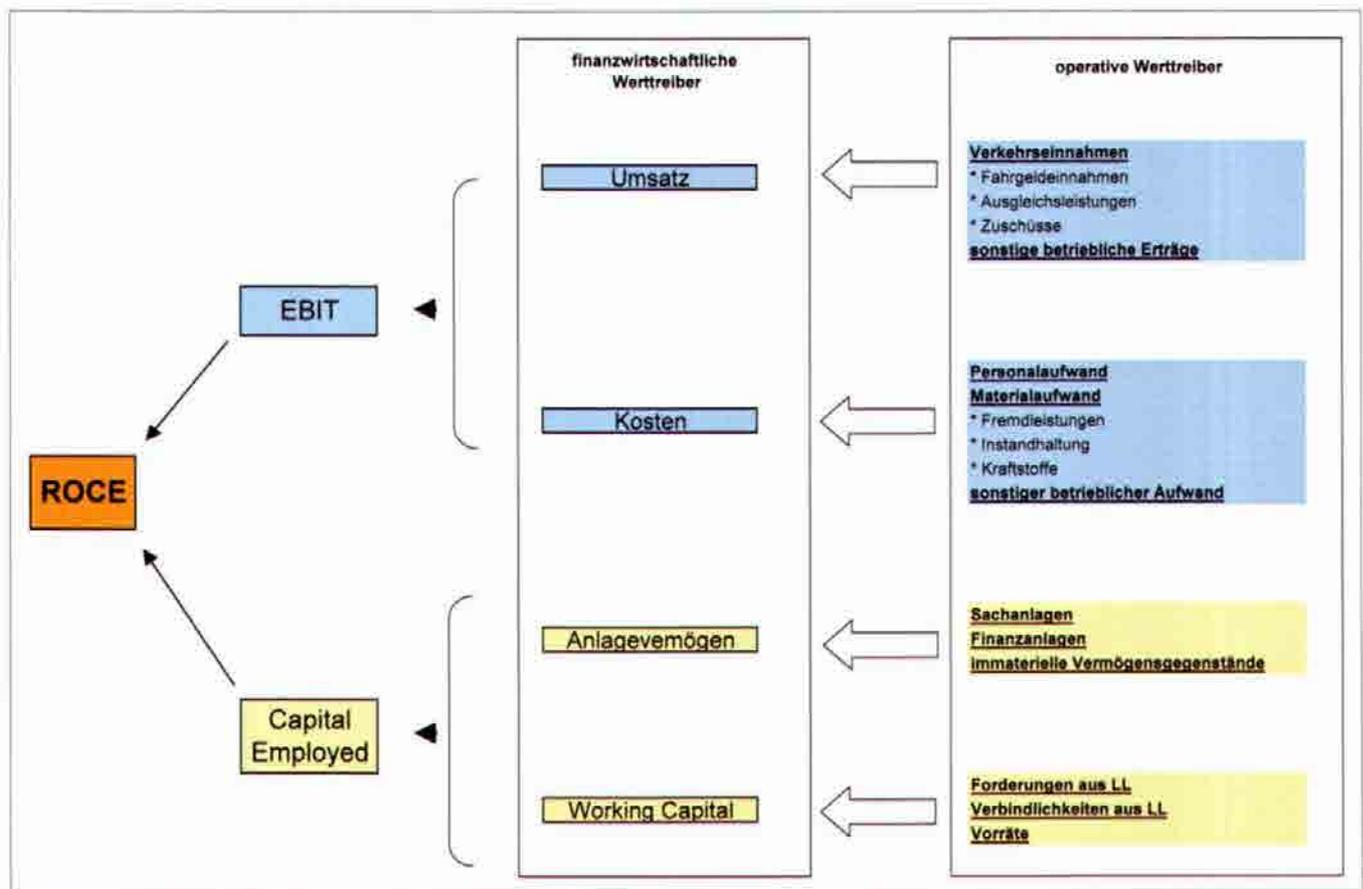 finanzwirtschaftliche
Werttreiber
operative Werttreiber
Umsatz
Verkehrseinnahmen
* Fahrgeldeinnahmen
* Ausgleichsleistungen
* Zuschüsse
sonstige betriebliche Erträge
EBIT
Kosten
Personalaufwand
Materialaufwand
* Fremdleistungen
* Instandhaltung
* Kraftstoffe
sonstiger betrieblicher Aufwand
ROCE
Anlagevemögen
Sachanlagen
Finanzanlagen
immaterielle Vermögensgegenstände
Capital
Employed
Working Capital
Forderungen aus LL
Verbindlichkeiten aus LL
Vorräte